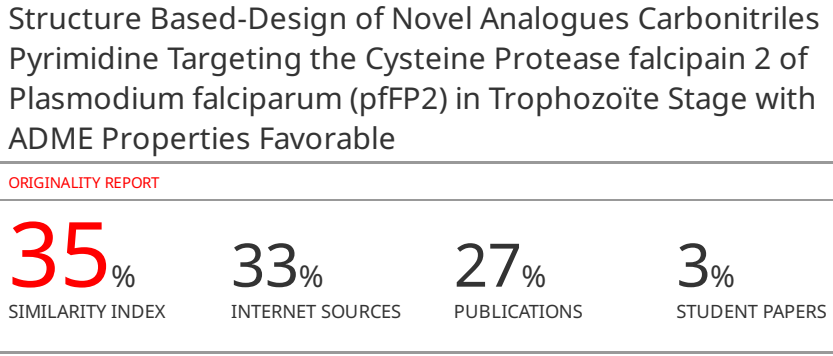 Structure Based-Design of Novel Analogues Carbonitriles
Pyrimidine Targeting the Cysteine Protease falcipain 2 of
Plasmodium falciparum (pfFP2) in Trophozoïte Stage with
ADME Properties Favorable
ORIGINALITY REPORT
35% 33% 27% 3%
SIMILARITY INDEX INTERNET SOURCES PUBLICATIONS STUDENT PAPERS